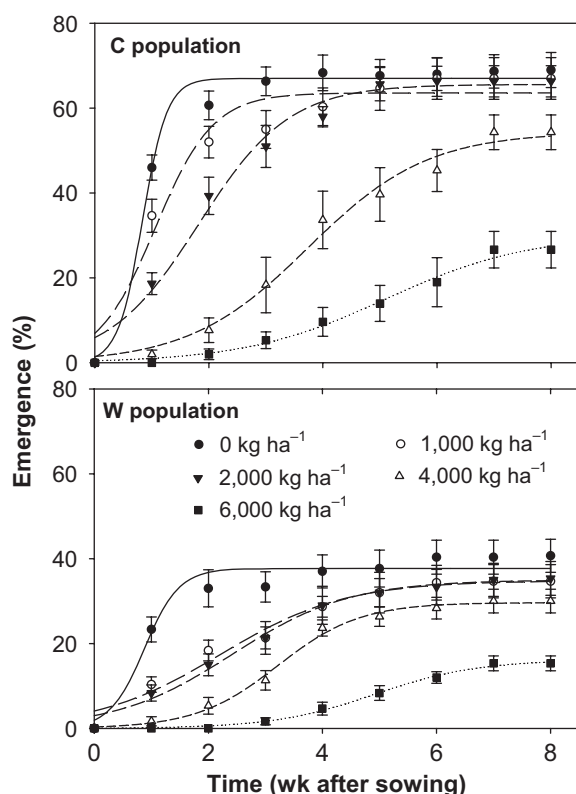 80
C population
60
40
20
0
80
W population
0 kg ha⁻¹
1,000 kg ha⁻¹
2,000 kg ha⁻¹
4,000 kg ha⁻¹
6,000 kg ha⁻¹
60
40
20
0
0 2 4 6 8
Emergence (%)
Time (wk after sowing)